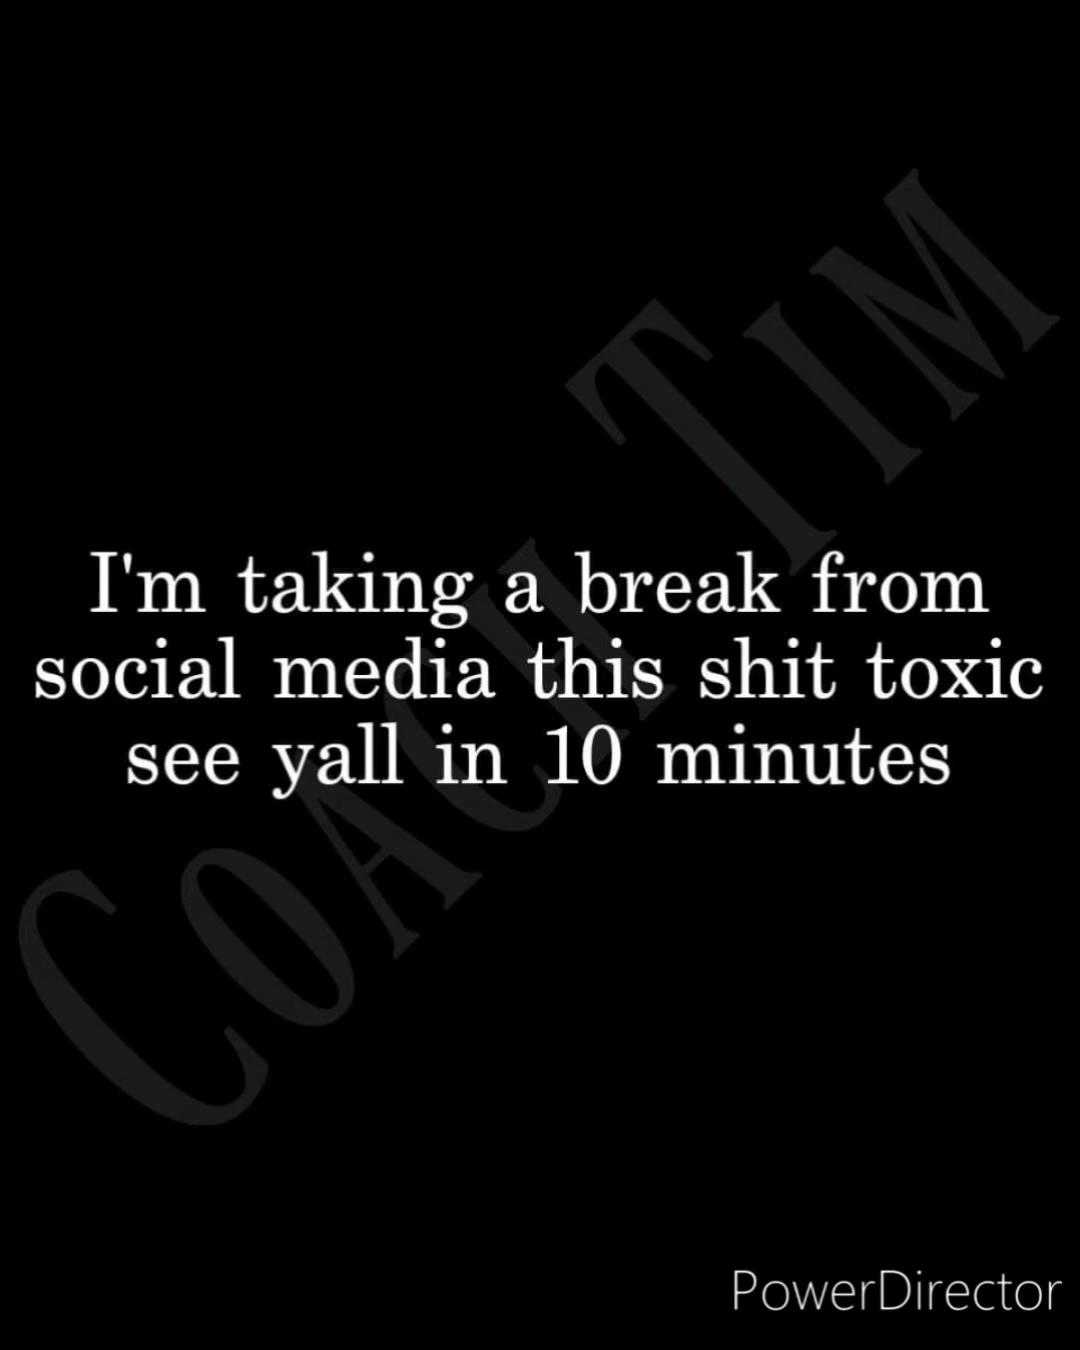 I'm taking a break from
social media this shit toxic
see yall in 10 minutes
COACH TIM
PowerDirector